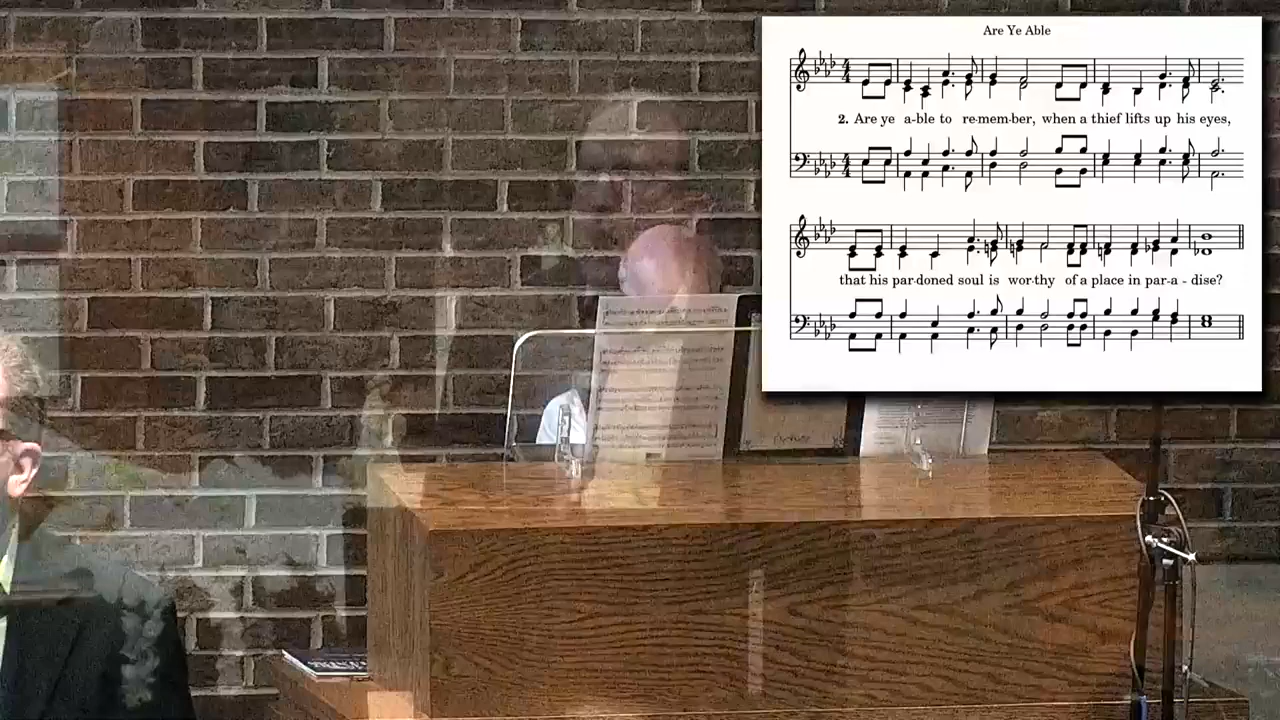 Are Ye Able
2. Are ye a-ble to re-mem-ber, when a thief lifts up his eyes,
that his par-doned soul is wor-thy of a place in par-a-dise?